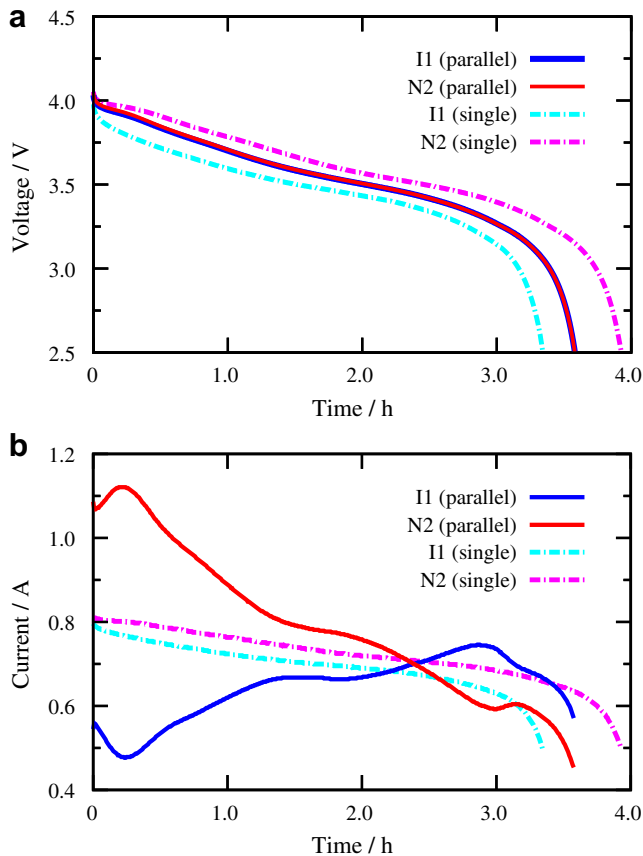 a
4.5
4.0
3.5
3.0
2.5
Voltage / V
I1 (parallel)
N2 (parallel)
I1 (single)
N2 (single)
0 1.0 2.0 3.0 4.0
Time / h
b
1.2
1.0
0.8
0.6
0.4
Current / A
I1 (parallel)
N2 (parallel)
I1 (single)
N2 (single)
0 1.0 2.0 3.0 4.0
Time / h